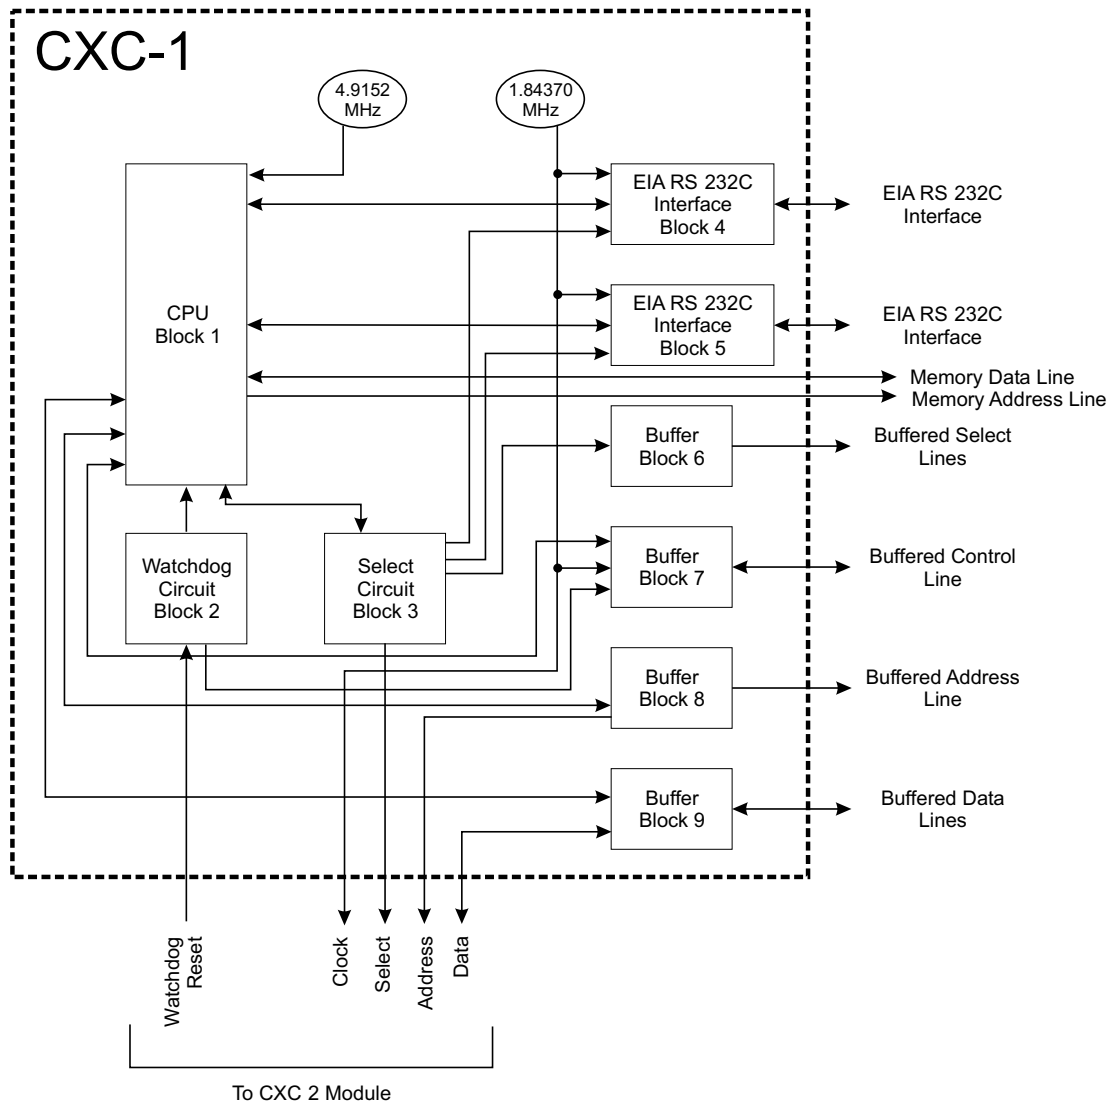 CXC-1
4.9152
MHz
1.84370
MHz
EIA RS 232C
Interface
Block 4
EIA RS 232C
Interface
CPU
Block 1
EIA RS 232C
Interface
Block 5
EIA RS 232C
Interface
Memory Data Line
Memory Address Line
Buffer
Block 6
Buffered Select
Lines
Watchdog
Circuit
Block 2
Select
Circuit
Block 3
Buffer
Block 7
Buffered Control
Line
Buffer
Block 8
Buffered Address
Line
Buffer
Block 9
Buffered Data
Lines
Watchdog
Reset
Clock
Select
Address
Data
To CXC 2 Module